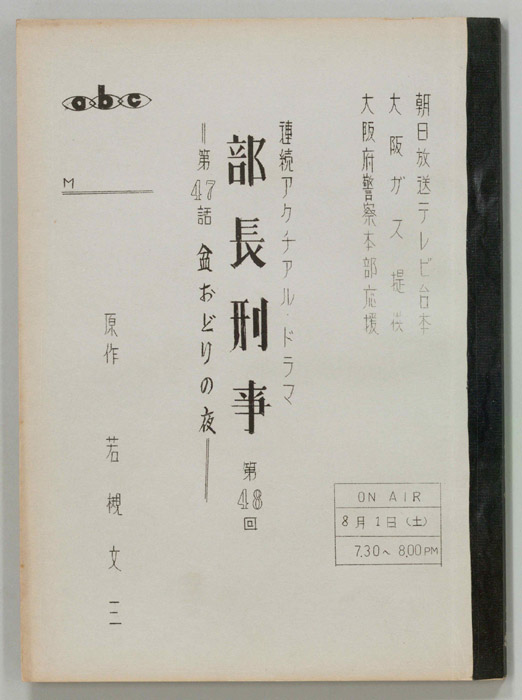 朝日放送テレビ台本
大阪ガス 提供
大阪府警察本部応援
連続アクチアル・ドラマ
部長刑事 第48回
＝第47話 盆おどりの夜＝
abc
M
原作 若槻文三
ON AIR
8月1日（土）
7.30～8.00PM